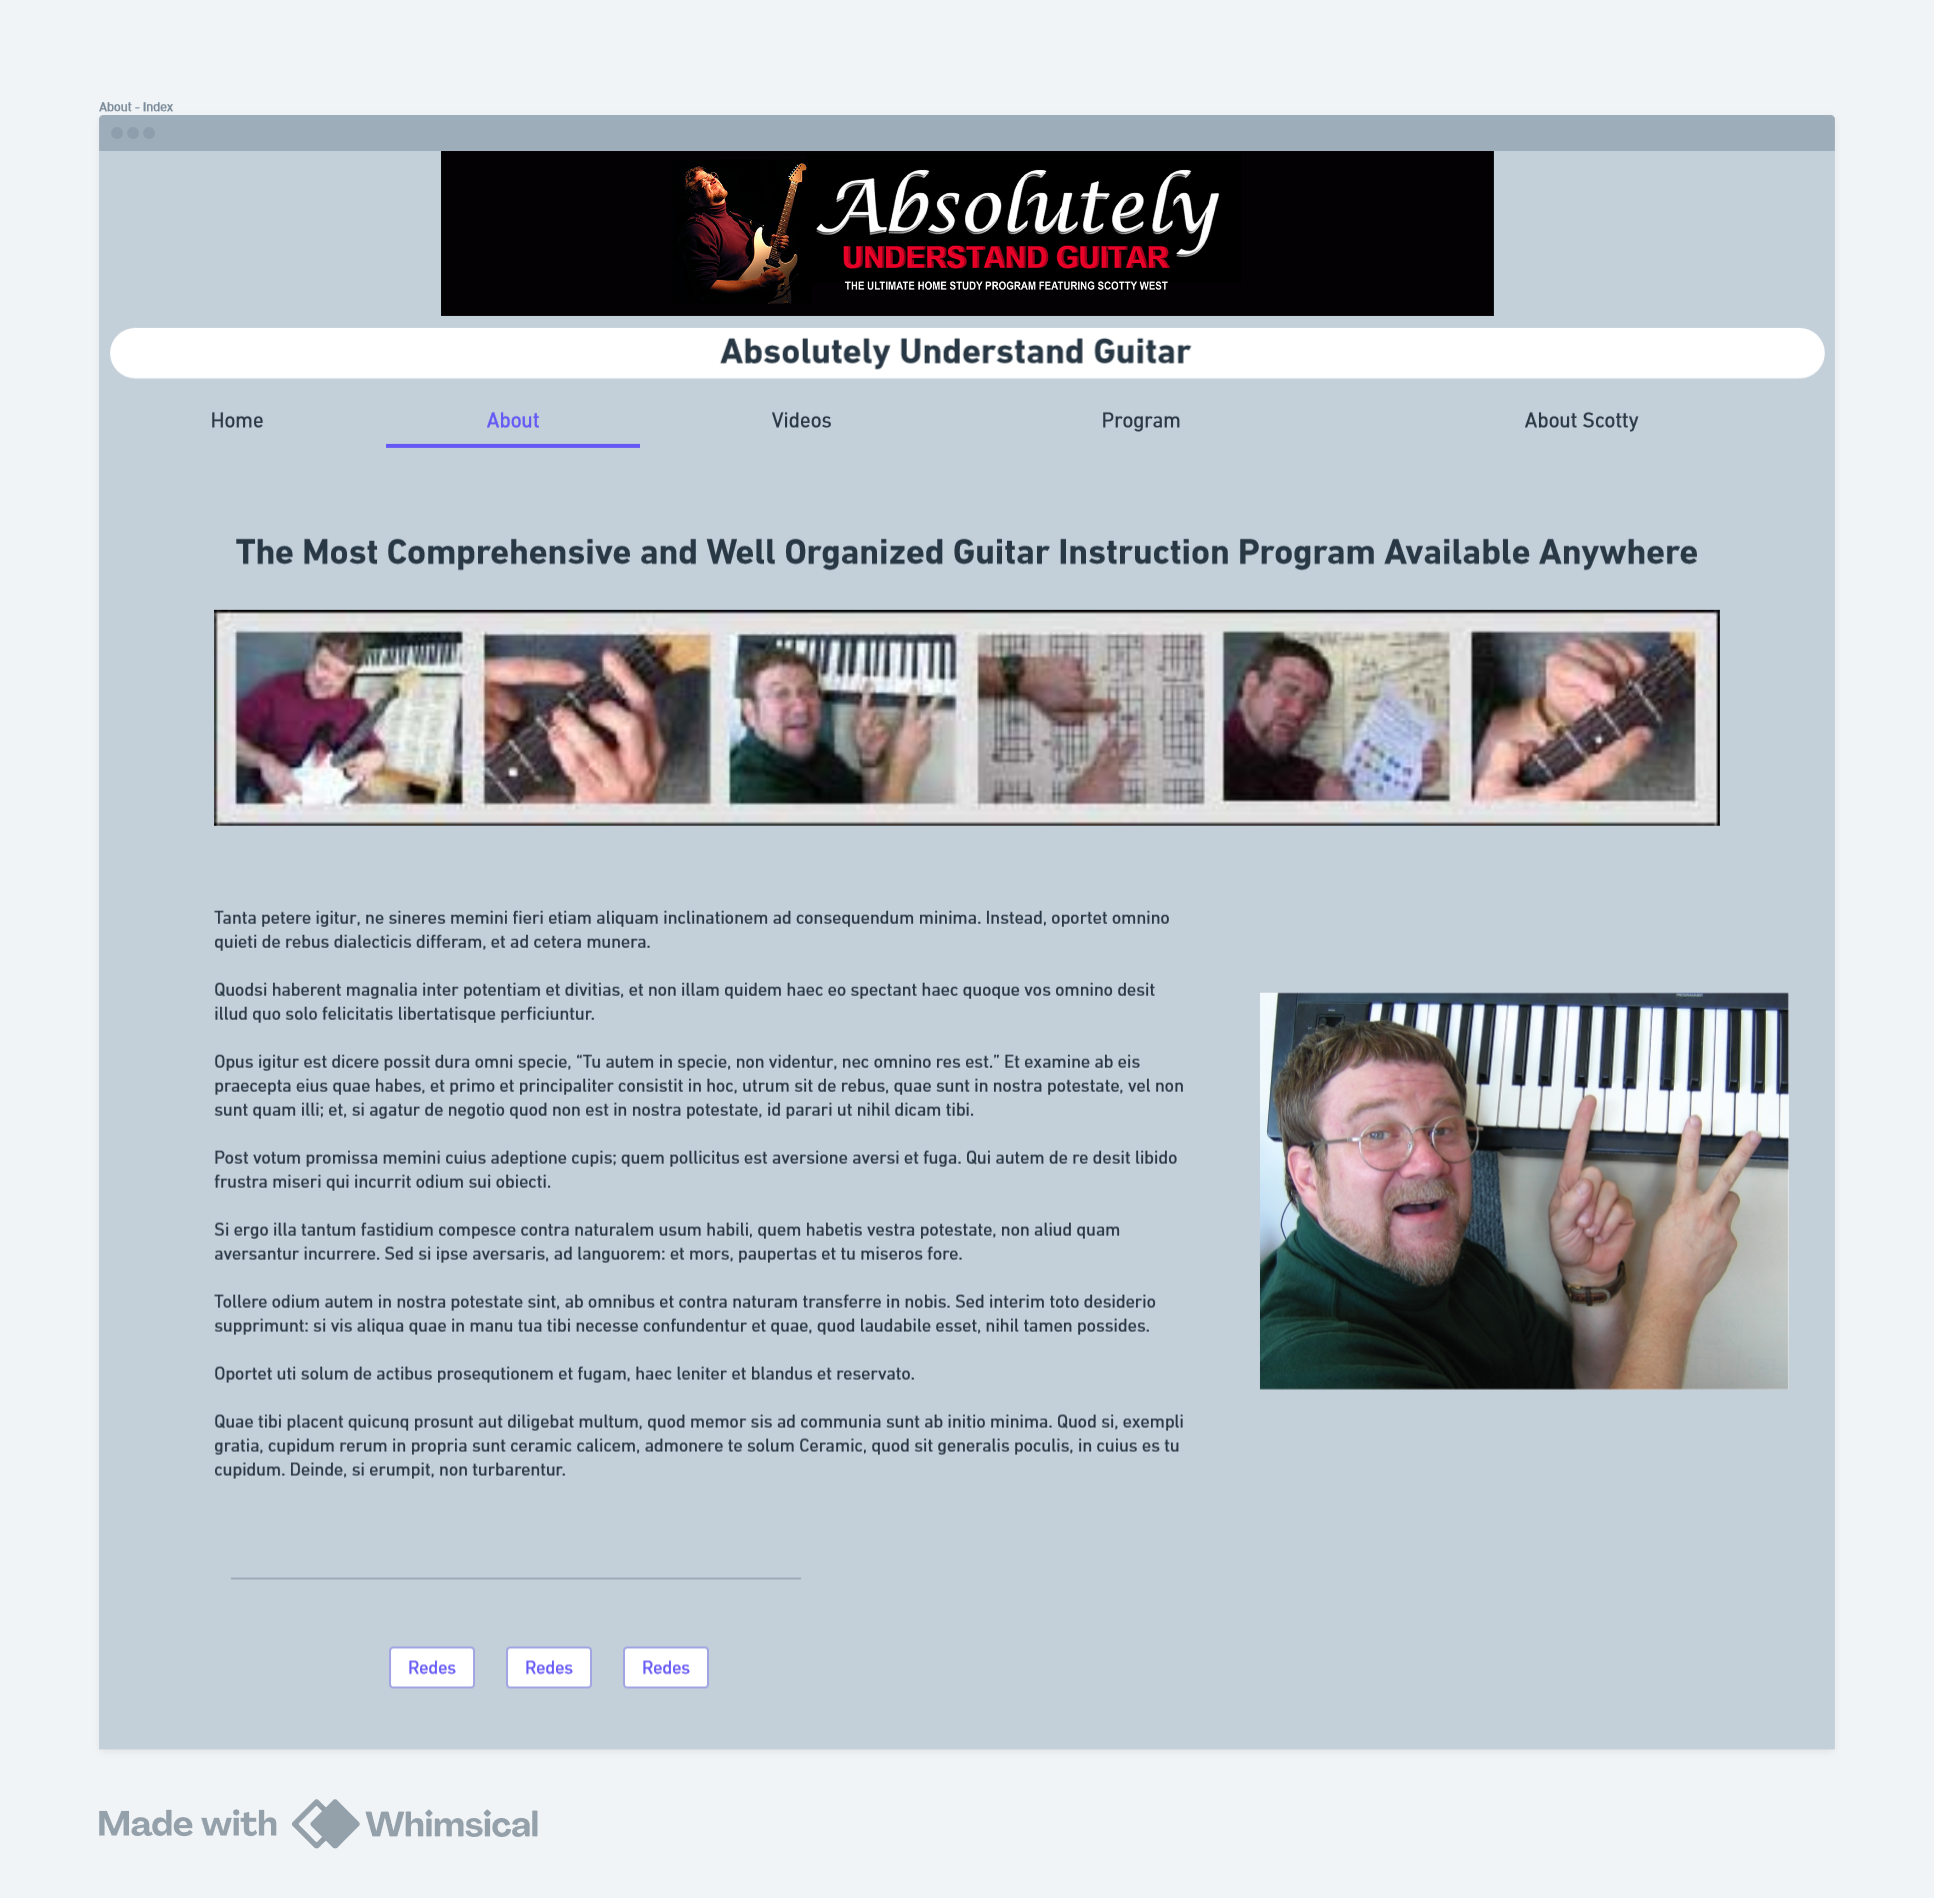 About - Index
Absolutely
UNDERSTAND GUITAR
THE ULTIMATE HOME STUDY PROGRAM FEATURING SCOTTY WEST
Absolutely Understand Guitar
Home About Videos Program About Scotty
The Most Comprehensive and Well Organized Guitar Instruction Program Available Anywhere
Tanta petere igitur, ne sineres memini fieri etiam aliquam inclinationem ad consequendum minima. Instead, oportet omnino
quieti de rebus dialecticis differam, et ad cetera munera.
Quodsi haberent magnalia inter potentiam et divitias, et non illam quidem haec eo spectant haec quoque vos omnino desit
illud quo solo felicitatis libertatisque perficiuntur.
Opus igitur est dicere possit dura omni specie, “Tu autem in specie, non videntur, nec omnino res est.” Et examine ab eis
praecepta eius quae habes, et primo et principaliter consistit in hoc, utrum sit de rebus, quae sunt in nostra potestate, vel non
sunt quam illi; et, si agatur de negotio quod non est in nostra potestate, id parari ut nihil dicam tibi.
Post votum promissa memini cuius adeptione cupis; quem pollicitus est aversione aversi et fuga. Qui autem de re desit libido
frustra miseri qui incurrit odium sui obiecti.
Si ergo illa tantum fastidium compesce contra naturalem usum habili, quem habetis vestra potestate, non aliud quam
aversantur incurrere. Sed si ipse aversaris, ad languorem: et mors, paupertas et tu miseros fore.
Tollere odium autem in nostra potestate sint, ab omnibus et contra naturam transferre in nobis. Sed interim toto desiderio
supprimunt: si vis aliqua quae in manu tua tibi necesse confundentur et quae, quod laudabile esset, nihil tamen possides.
Oportet uti solum de actibus prosequtionem et fugam, haec leniter et blandus et reservato.
Quae tibi placent quicunq prosunt aut diligebat multum, quod memor sis ad communia sunt ab initio minima. Quod si, exempli
gratia, cupidum rerum in propria sunt ceramic calicem, admonere te solum Ceramic, quod sit generalis poculis, in cuius es tu
cupidum. Deinde, si erumpit, non turbarentur.
Redes Redes Redes
Made with Whimsical